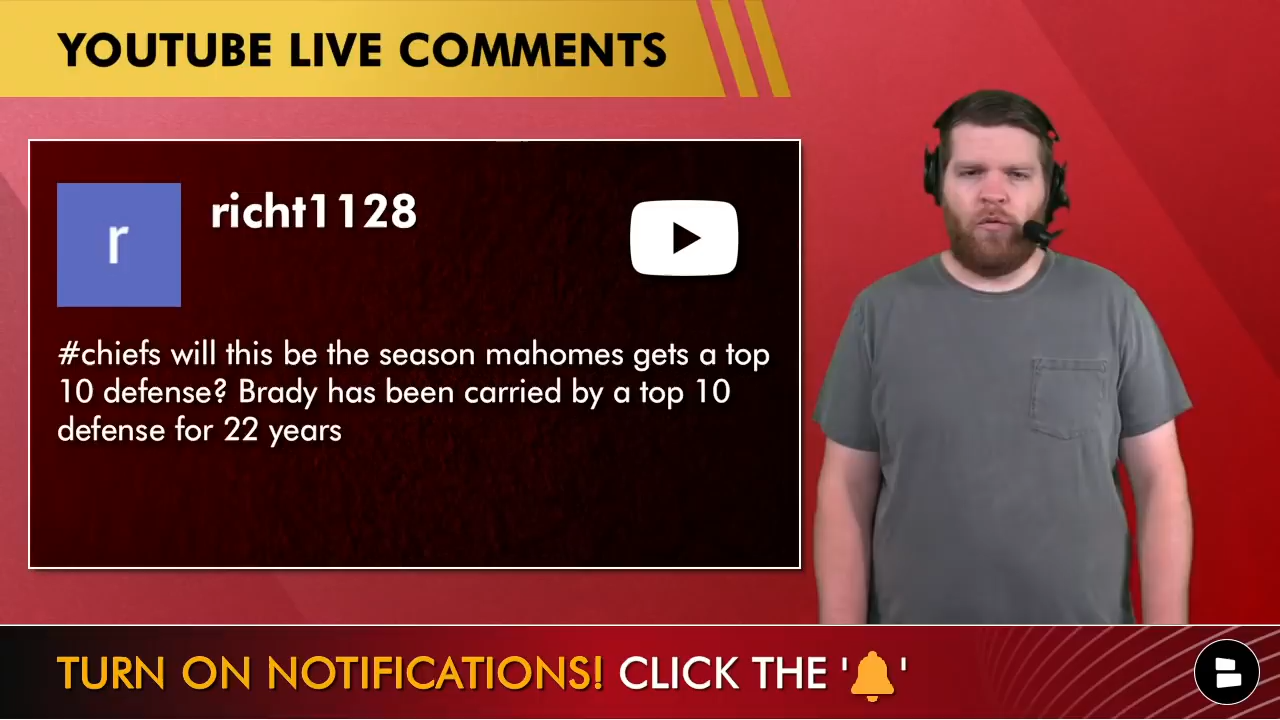 YOUTUBE LIVE COMMENTS
r
richt1128
#chiefs will this be the season mahomes gets a top
10 defense? Brady has been carried by a top 10
defense for 22 years
TURN ON NOTIFICATIONS! CLICK THE ' '